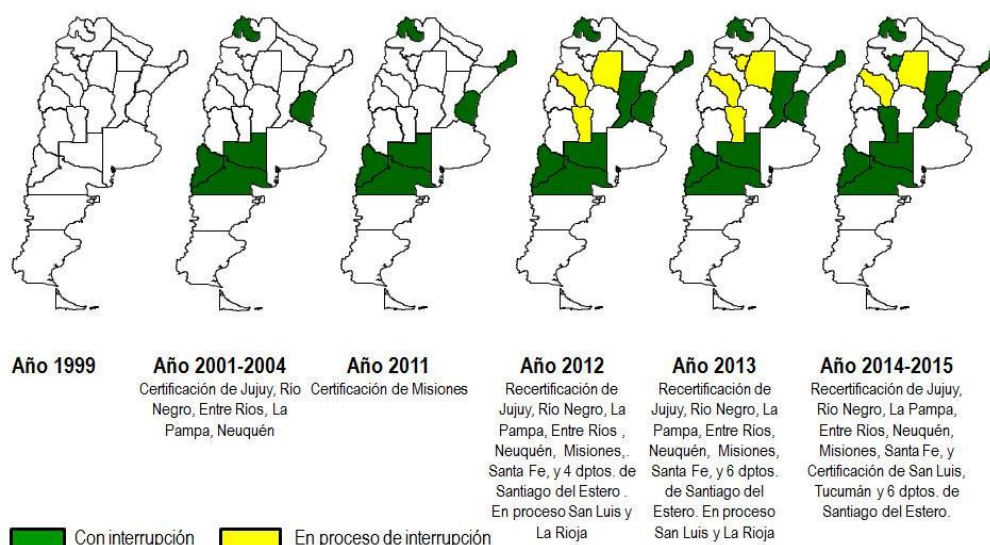 Año 1999
Año 2001-2004
Certificación de Jujuy, Río
Negro, Entre Ríos, La
Pampa, Neuquén
Año 2011
Certificación de Misiones
Año 2012
Recertificación de
Jujuy, Río Negro, La
Pampa, Entre Ríos ,
Neuquén, Misiones,.
Santa Fe, y 4 dptos. de
Santiago del Estero .
En proceso San Luis y
La Rioja
Año 2013
Recertificación de
Jujuy, Río Negro, La
Pampa, Entre Ríos,
Neuquén, Misiones,
Santa Fe, y 6 dptos.
de Santiago del
Estero. En proceso
San Luis y La Rioja
Año 2014-2015
Recertificación de Jujuy,
Río Negro, La Pampa,
Entre Ríos, Neuquén,
Misiones, Santa Fe, y
Certificación de San Luis,
Tucumán y 6 dptos. de
Santiago del Estero.
Con interrupción
En proceso de interrupción